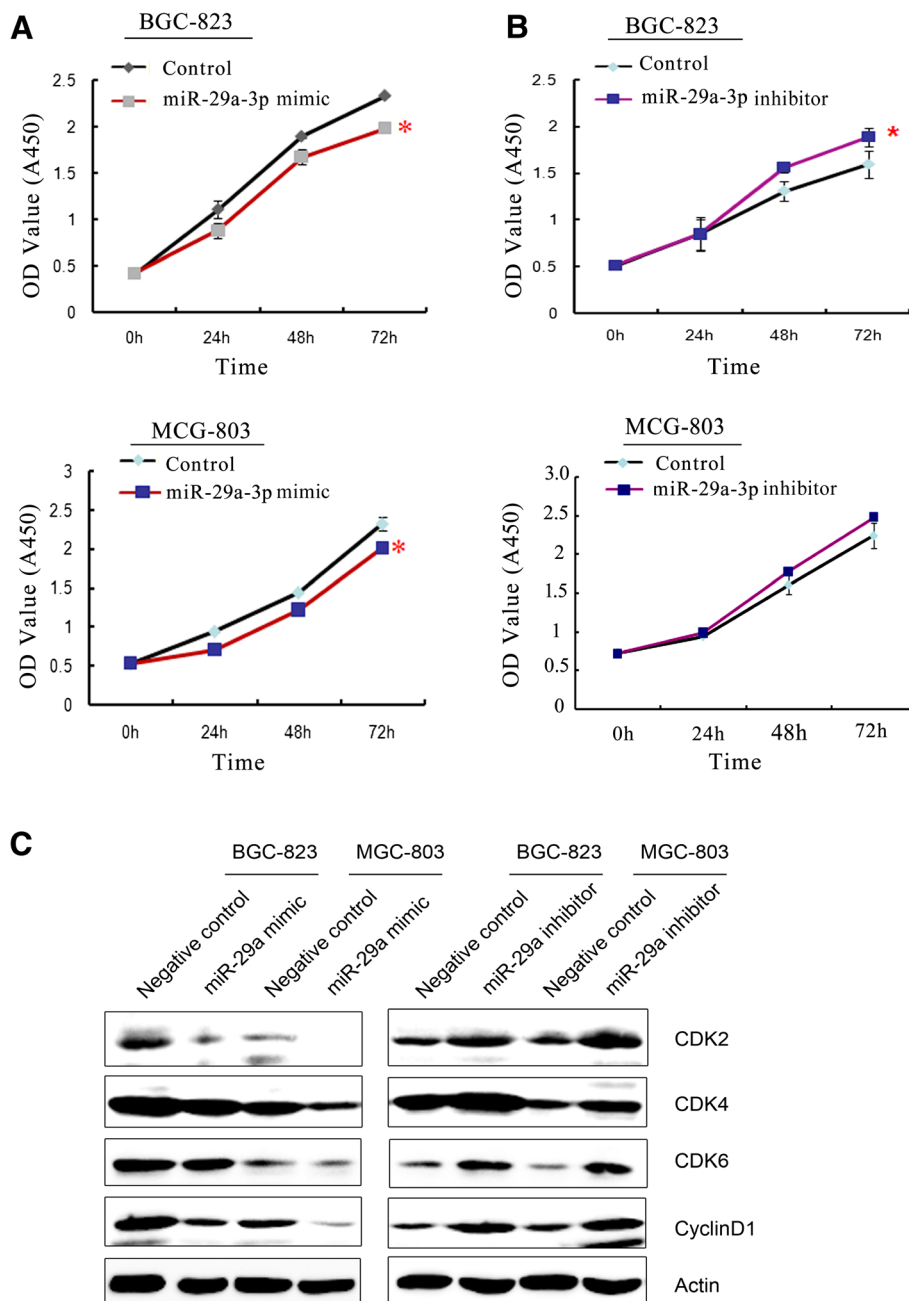 A
BGC-823
Control
miR-29a-3p mimic
2.5
2
1.5
1
0.5
0
OD Value (A450)
*
0h
24h
48h
72h
Time
B
BGC-823
Control
miR-29a-3p inhibitor
2.5
2
1.5
1
0.5
0
OD Value (A450)
*
0h
24h
48h
72h
Time
MCG-803
Control
miR-29a-3p mimic
3
2.5
2
1.5
1
0.5
0
OD Value (A450)
*
0h
24h
48h
72h
Time
MCG-803
Control
miR-29a-3p inhibitor
3.0
2.5
2
1.5
1
0.5
0
OD Value (A450)
0h
24h
48h
72h
Time
C
BGC-823
MGC-803
BGC-823
MGC-803
Negative control
miR-29a mimic
Negative control
miR-29a mimic
Negative control
miR-29a inhibitor
Negative control
miR-29a inhibitor
CDK2
CDK4
CDK6
CyclinD1
Actin